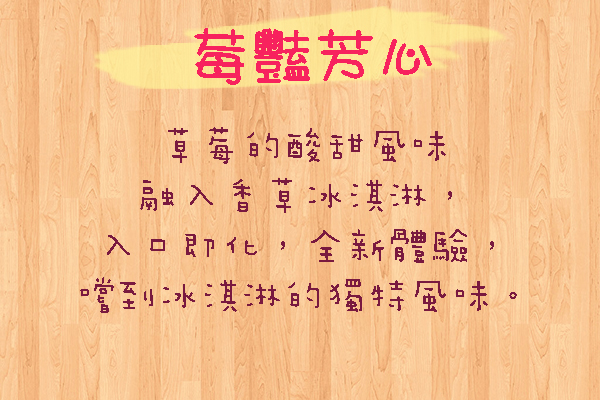 莓豔芳心
草莓的酸甜風味
融入香草冰淇淋，
入口即化，全新體驗，
嚐到冰淇淋的獨特風味。